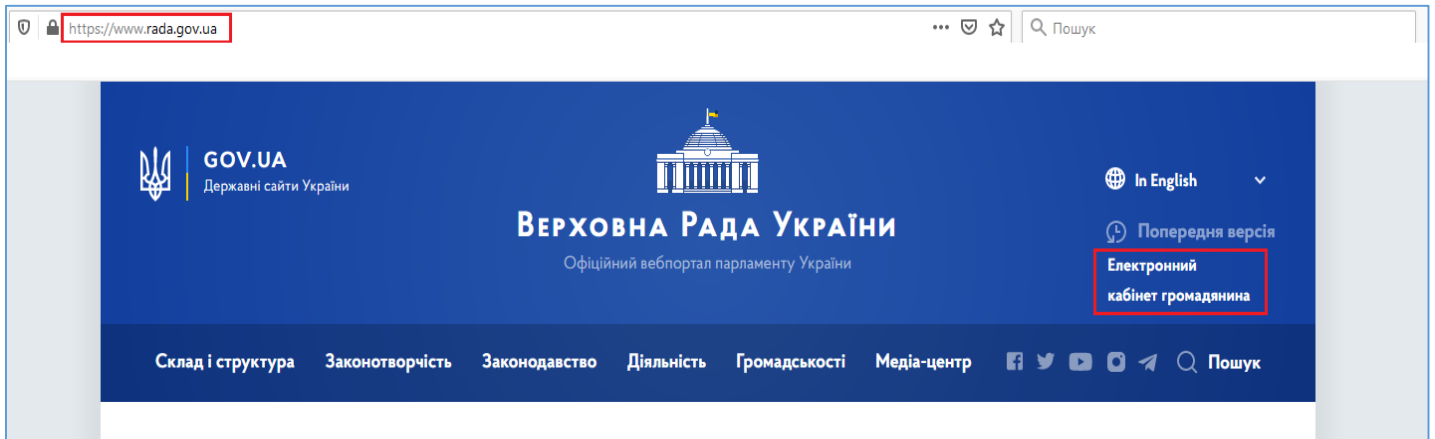 https://www.rada.gov.ua
Пошук
GOV.UA
Державні сайти України
ВЕРХОВНА РАДА УКРАЇНИ
Офіційний вебпортал парламенту України
In English
Попередня версія
Електронний
кабінет громадянина
Склад і структура Законотворчість Законодавство Діяльність Громадськості Медіа-центр Пошук